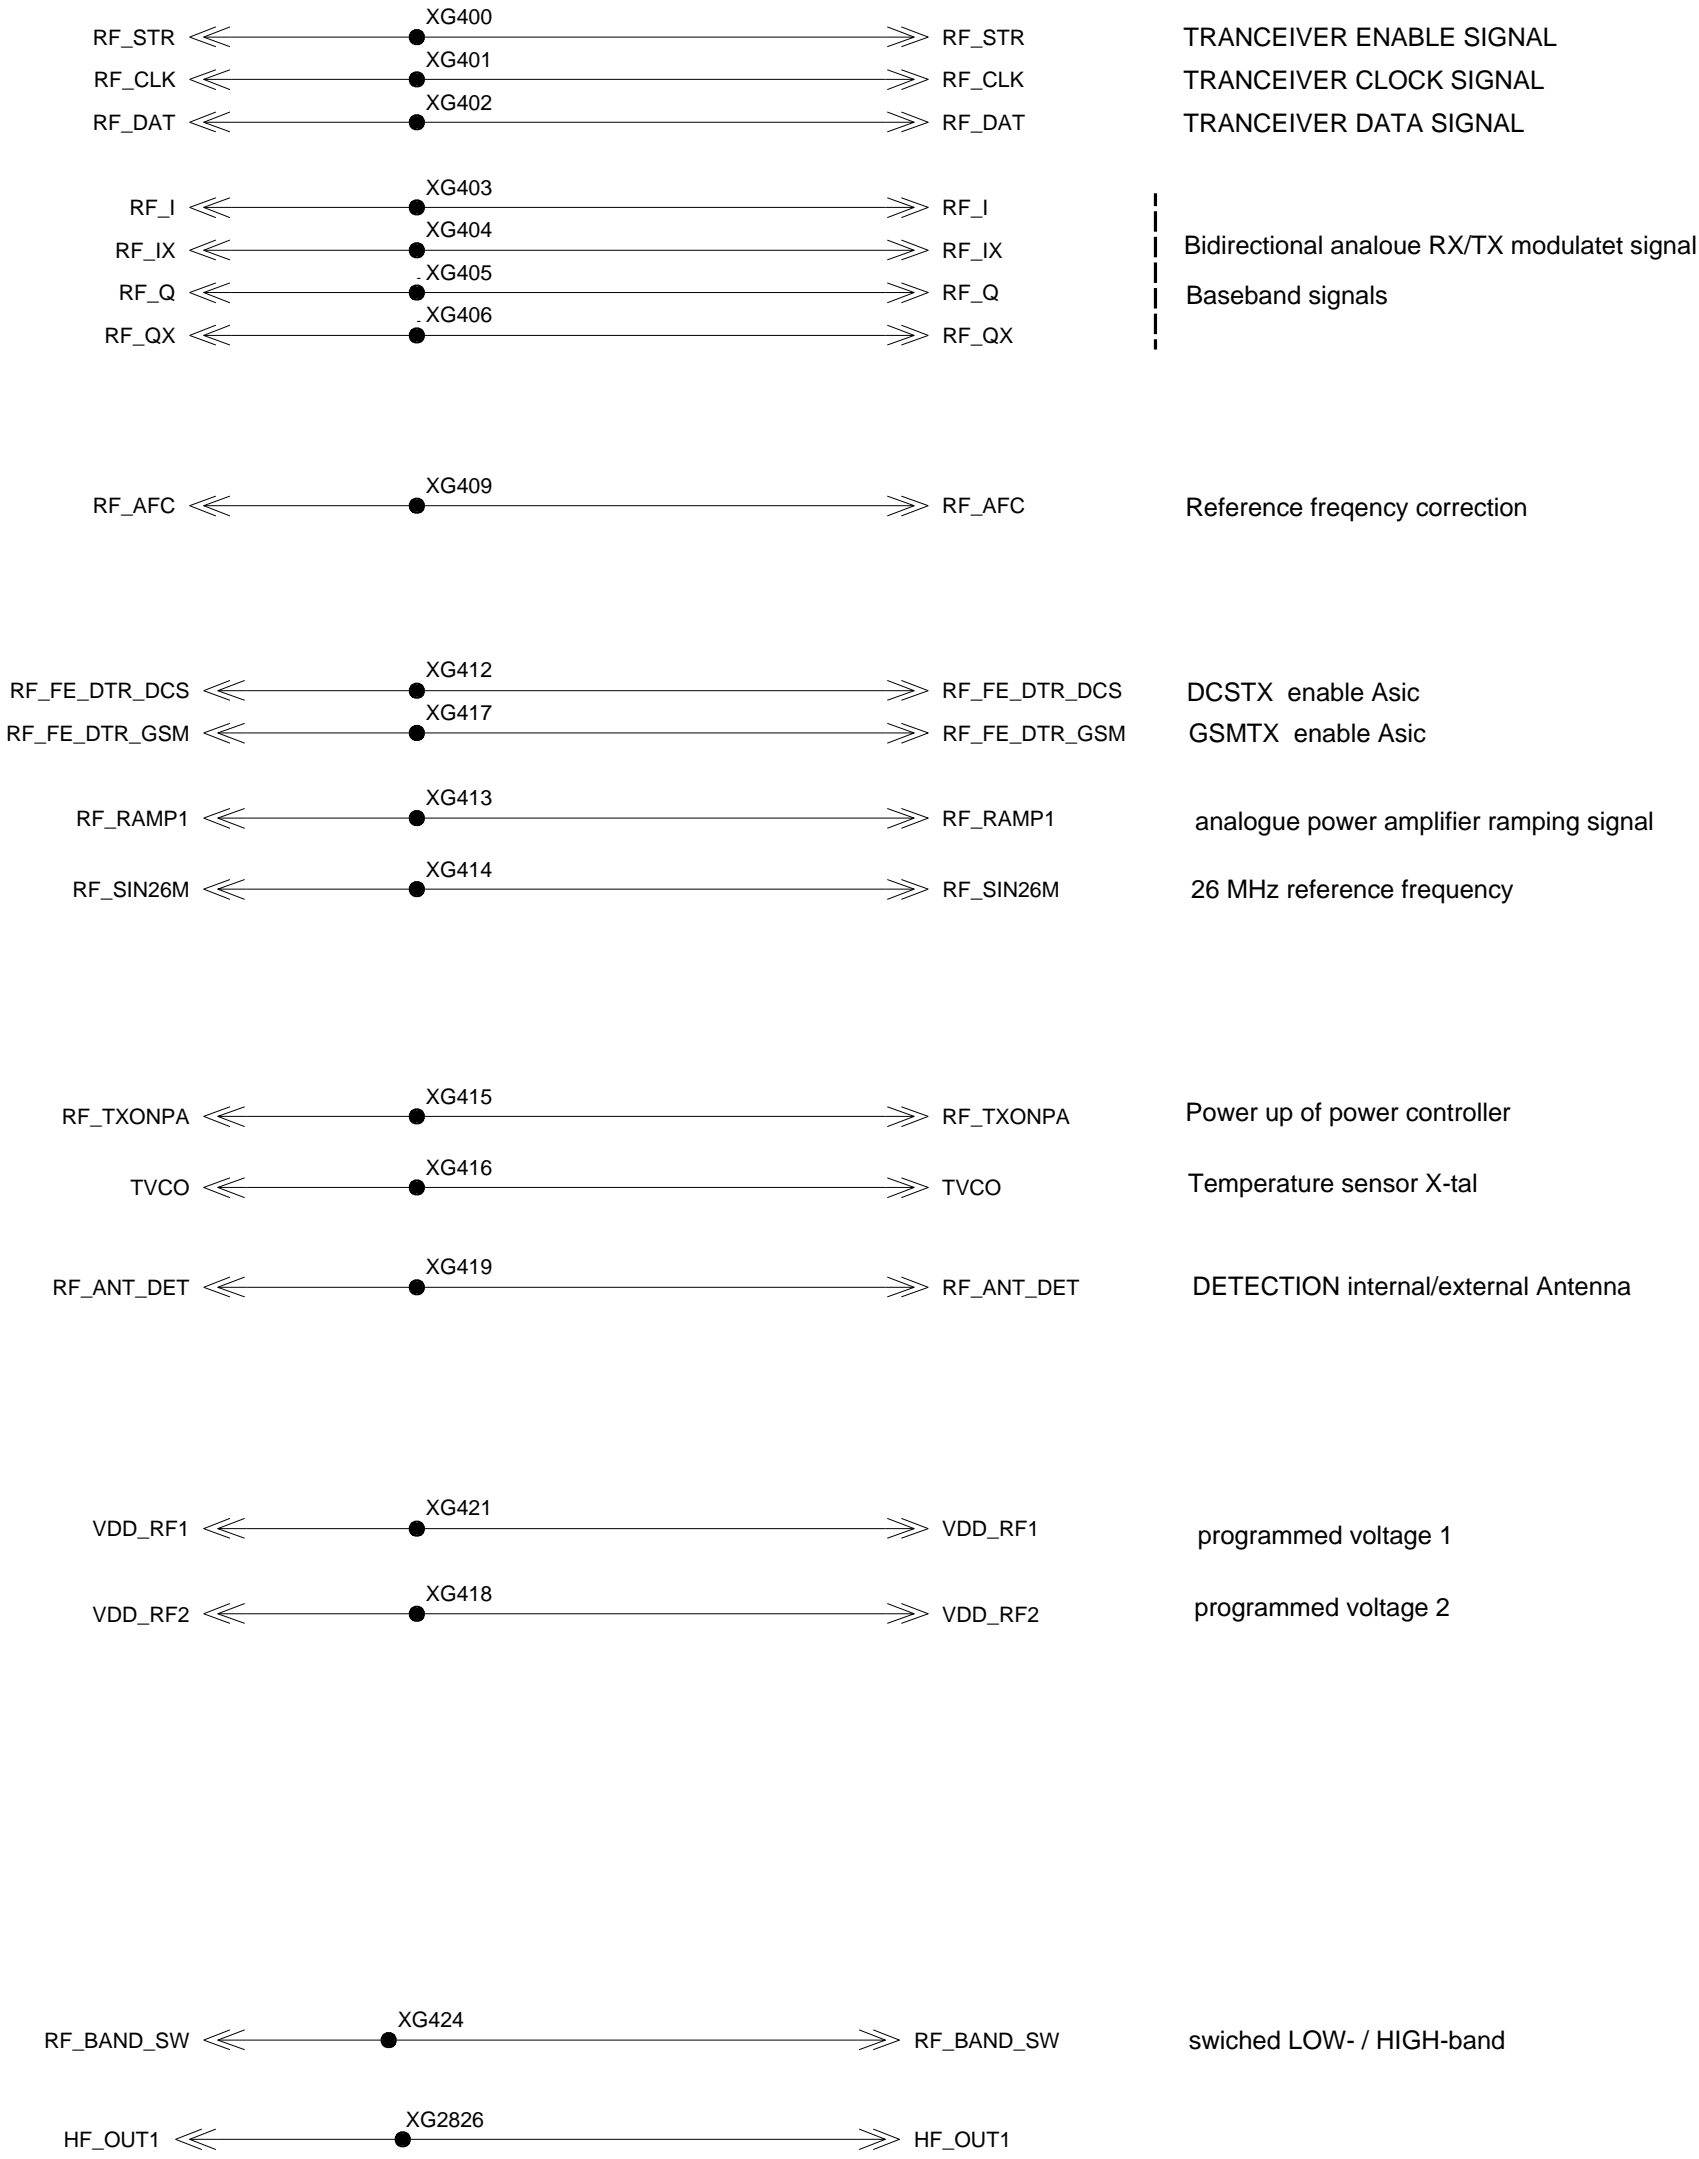 XG400
RF_STR RF_STR TRANCEIVER ENABLE SIGNAL
XG401
RF_CLK RF_CLK TRANCEIVER CLOCK SIGNAL
XG402
RF_DAT RF_DAT TRANCEIVER DATA SIGNAL
XG403
RF_I RF_I
XG404
RF_IX RF_IX Bidirectional analoue RX/TX modulatet signal
XG405
RF_Q RF_Q Baseband signals
XG406
RF_QX RF_QX
XG409
RF_AFC RF_AFC Reference freqency correction
XG412
RF_FE_DTR_DCS RF_FE_DTR_DCS DCSTX enable Asic
XG417
RF_FE_DTR_GSM RF_FE_DTR_GSM GSMTX enable Asic
XG413
RF_RAMP1 RF_RAMP1 analogue power amplifier ramping signal
XG414
RF_SIN26M RF_SIN26M 26 MHz reference frequency
XG415
RF_TXONPA RF_TXONPA Power up of power controller
XG416
TVCO TVCO Temperature sensor X-tal
XG419
RF_ANT_DET RF_ANT_DET DETECTION internal/external Antenna
XG421
VDD_RF1 VDD_RF1 programmed voltage 1
XG418
VDD_RF2 VDD_RF2 programmed voltage 2
XG424
RF_BAND_SW RF_BAND_SW swiched LOW- / HIGH-band
XG2826
HF_OUT1 HF_OUT1